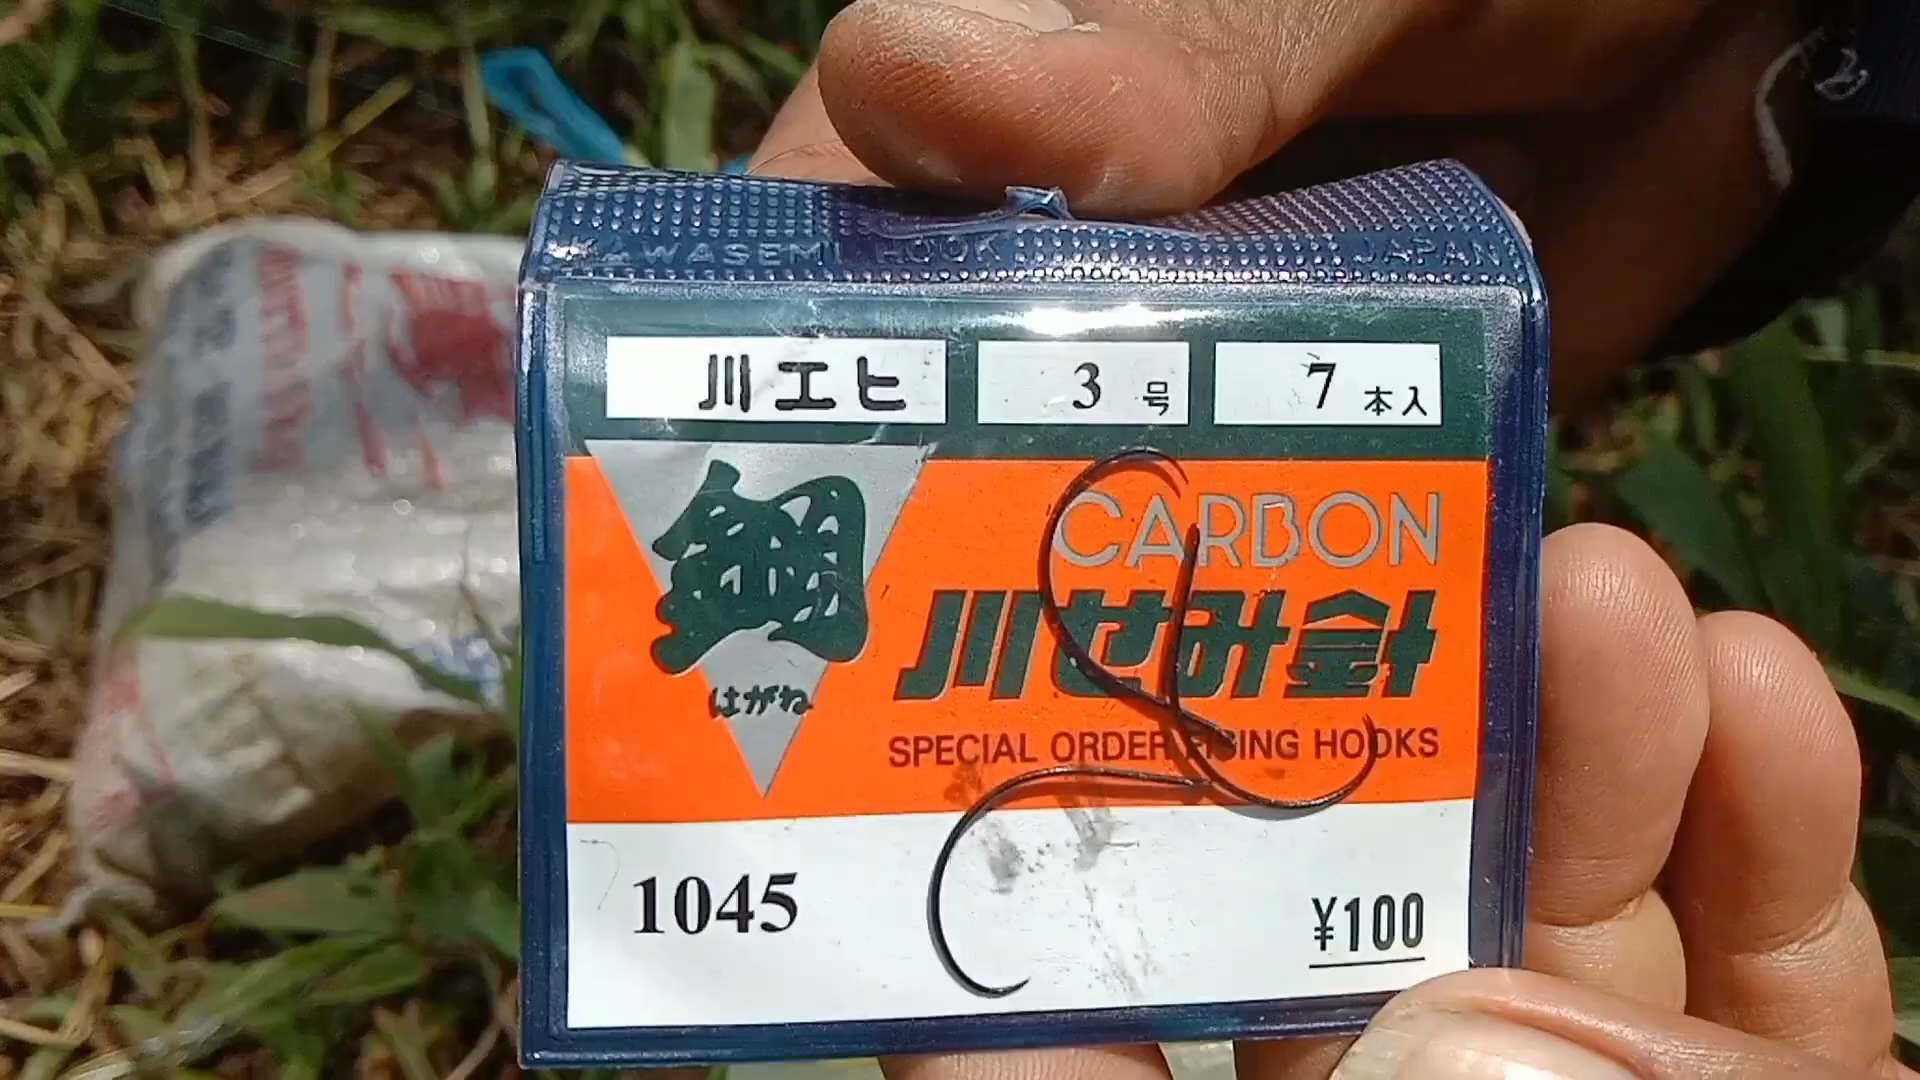 KAWASEMI HOOK JAPAN
川エビ 3号 7本入
CARBON
鋼
はがね
川せみ針
SPECIAL ORDER FISING HOOKS
1045
¥100